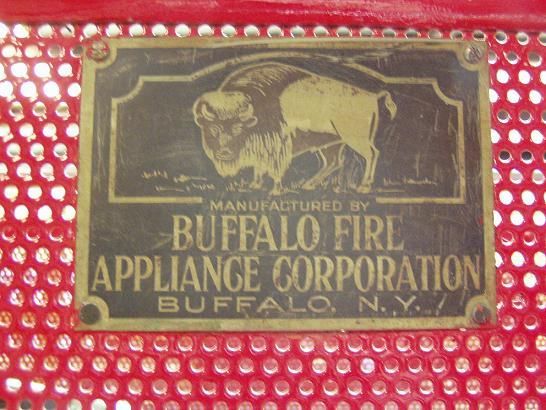 MANUFACTURED BY
BUFFALO FIRE
APPLIANCE CORPORATION
BUFFALO, N.Y.